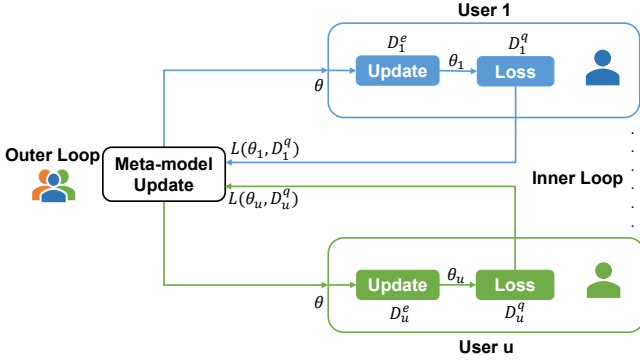 User 1
D_1^e
D_1^q
θ_1
Update
Loss
θ
L(θ_1, D_1^q)
Outer Loop
Meta-model
Update
Inner Loop
L(θ_u, D_u^q)
θ_u
Update
Loss
θ
D_u^e
D_u^q
User u